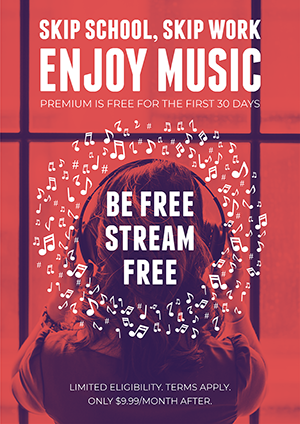 SKIP SCHOOL, SKIP WORK
ENJOY MUSIC
PREMIUM IS FREE FOR THE FIRST 30 DAYS
BE FREE
STREAM
FREE
LIMITED ELIGIBILITY. TERMS APPLY.
ONLY $9.99/MONTH AFTER.